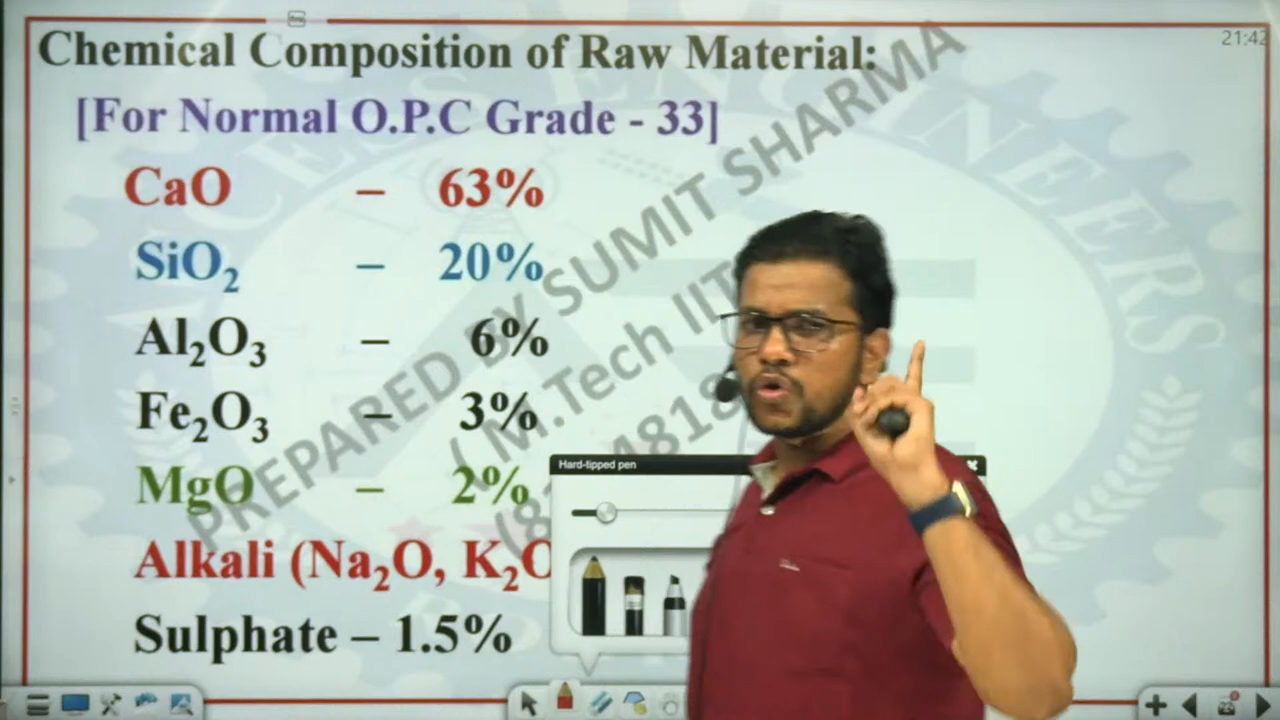 21:42
Chemical Composition of Raw Material:
[For Normal O.P.C Grade - 33]
CaO – 63%
SiO₂ – 20%
Al₂O₃ – 6%
Fe₂O₃ – 3%
MgO – 2%
Alkali (Na₂O, K₂O
Sulphate – 1.5%
PREPARED BY SUMIT SHARMA
( M.Tech IIT
Hard-tipped pen
ENGINEERS